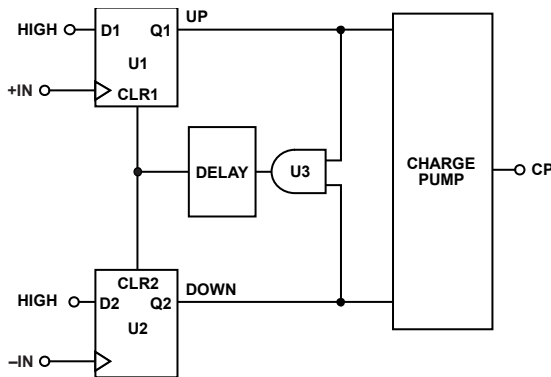 HIGH D1 Q1 UP
U1
+IN
CLR1
DELAY
U3
CHARGE
PUMP
CP
CLR2
HIGH D2 Q2 DOWN
U2
–IN